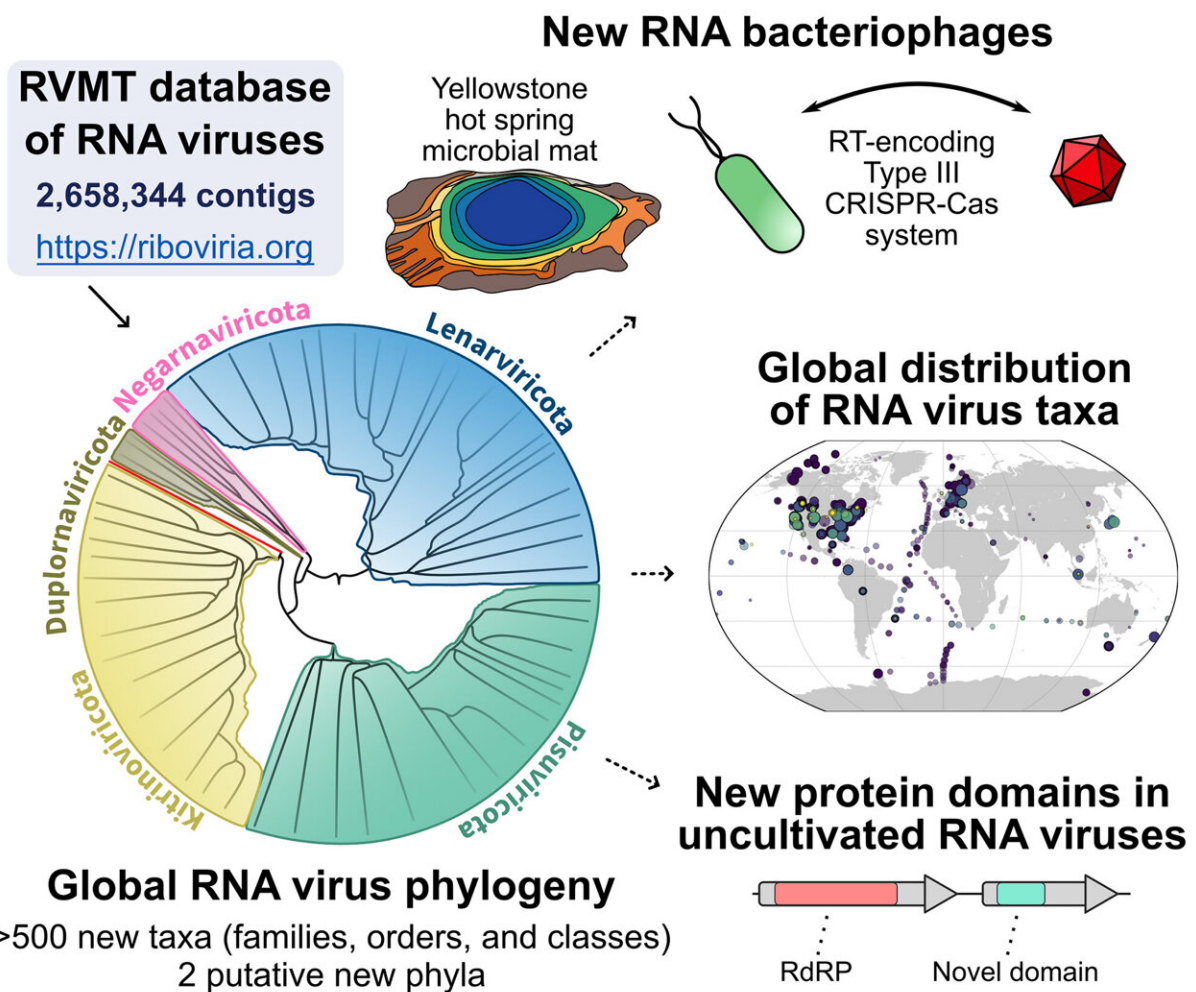 New RNA bacteriophages
RVMT database
of RNA viruses
2,658,344 contigs
https://riboviria.org
Yellowstone
hot spring
microbial mat
RT-encoding
Type III
CRISPR-Cas
system
Negarnaviricota
Lenarviricota
Duplornaviricota
Kitrinoviricota
Pisuviricota
Global distribution
of RNA virus taxa
New protein domains in
uncultivated RNA viruses
RdRP
Novel domain
Global RNA virus phylogeny
>500 new taxa (families, orders, and classes)
2 putative new phyla